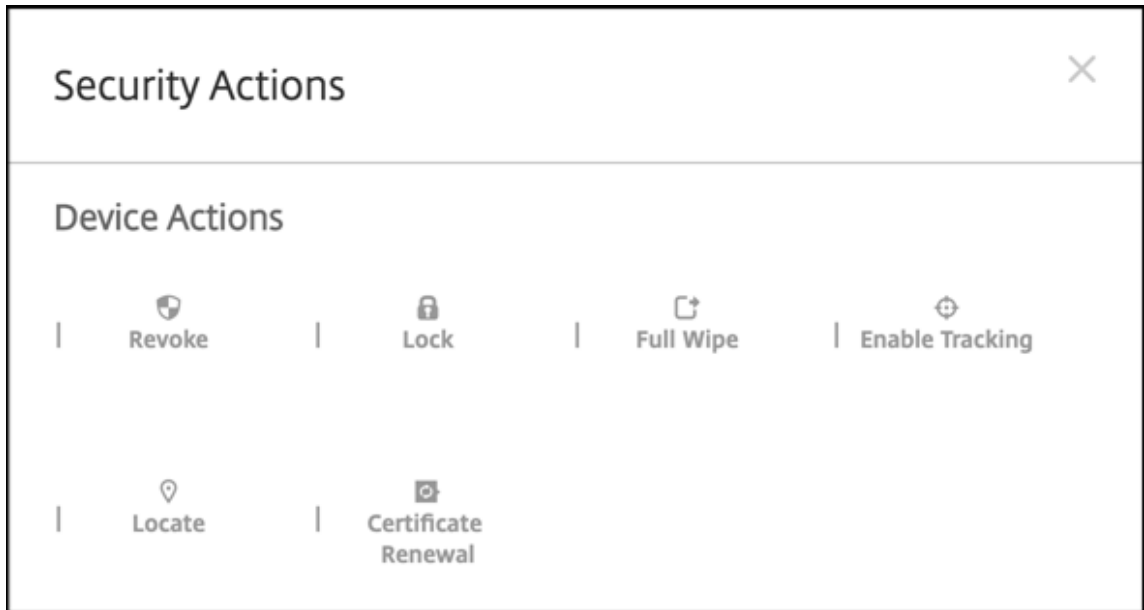 Security Actions
Device Actions
Revoke
Lock
Full Wipe
Enable Tracking
Locate
Certificate
Renewal